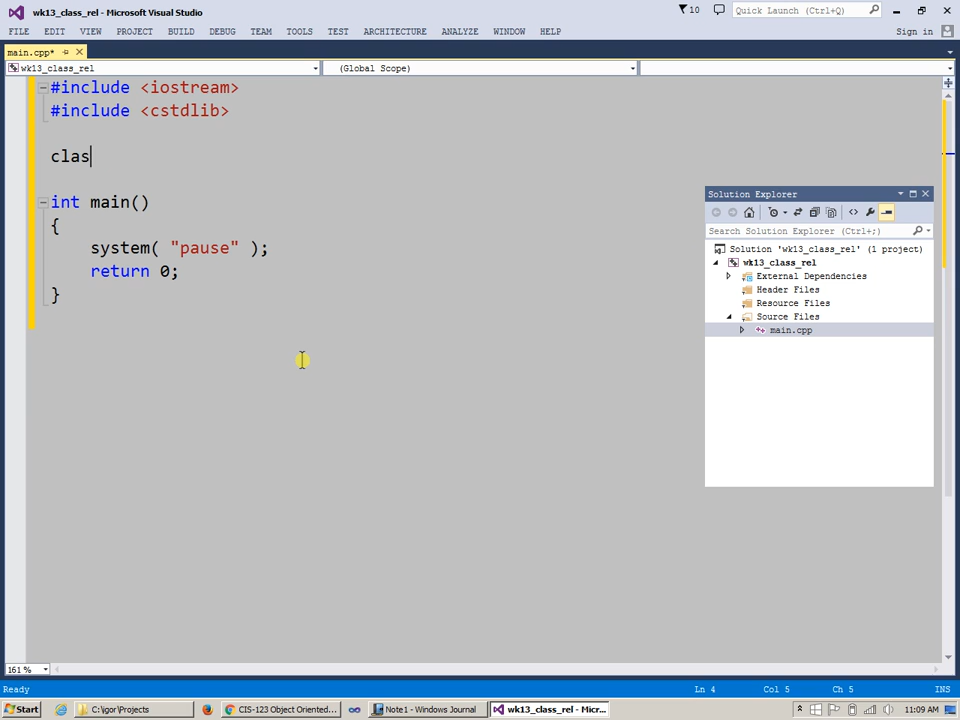 wk13_class_rel - Microsoft Visual Studio
10
Quick Launch (Ctrl+Q)
FILE EDIT VIEW PROJECT BUILD DEBUG TEAM TOOLS TEST ARCHITECTURE ANALYZE WINDOW HELP
Sign in
main.cpp*
wk13_class_rel
(Global Scope)
#include <iostream>
#include <cstdlib>
clas
int main()
{
system( "pause" );
return 0;
}
Solution Explorer
Search Solution Explorer (Ctrl+;)
Solution 'wk13_class_rel' (1 project)
wk13_class_rel
External Dependencies
Header Files
Resource Files
Source Files
main.cpp
161 %
Ready
Ln 4
Col 5
Ch 5
INS
Start
C:\igor\Projects
CIS-123 Object Oriented...
Note1 - Windows Journal
wk13_class_rel - Micr...
11:09 AM